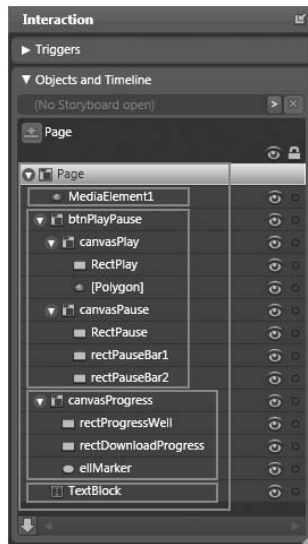 Interaction
Triggers
Objects and Timeline
(No Storyboard open)
Page
Page
MediaElement1
btnPlayPause
canvasPlay
RectPlay
[Polygon]
canvasPause
RectPause
rectPauseBar1
rectPauseBar2
canvasProgress
rectProgressWell
rectDownloadProgress
ellMarker
TextBlock